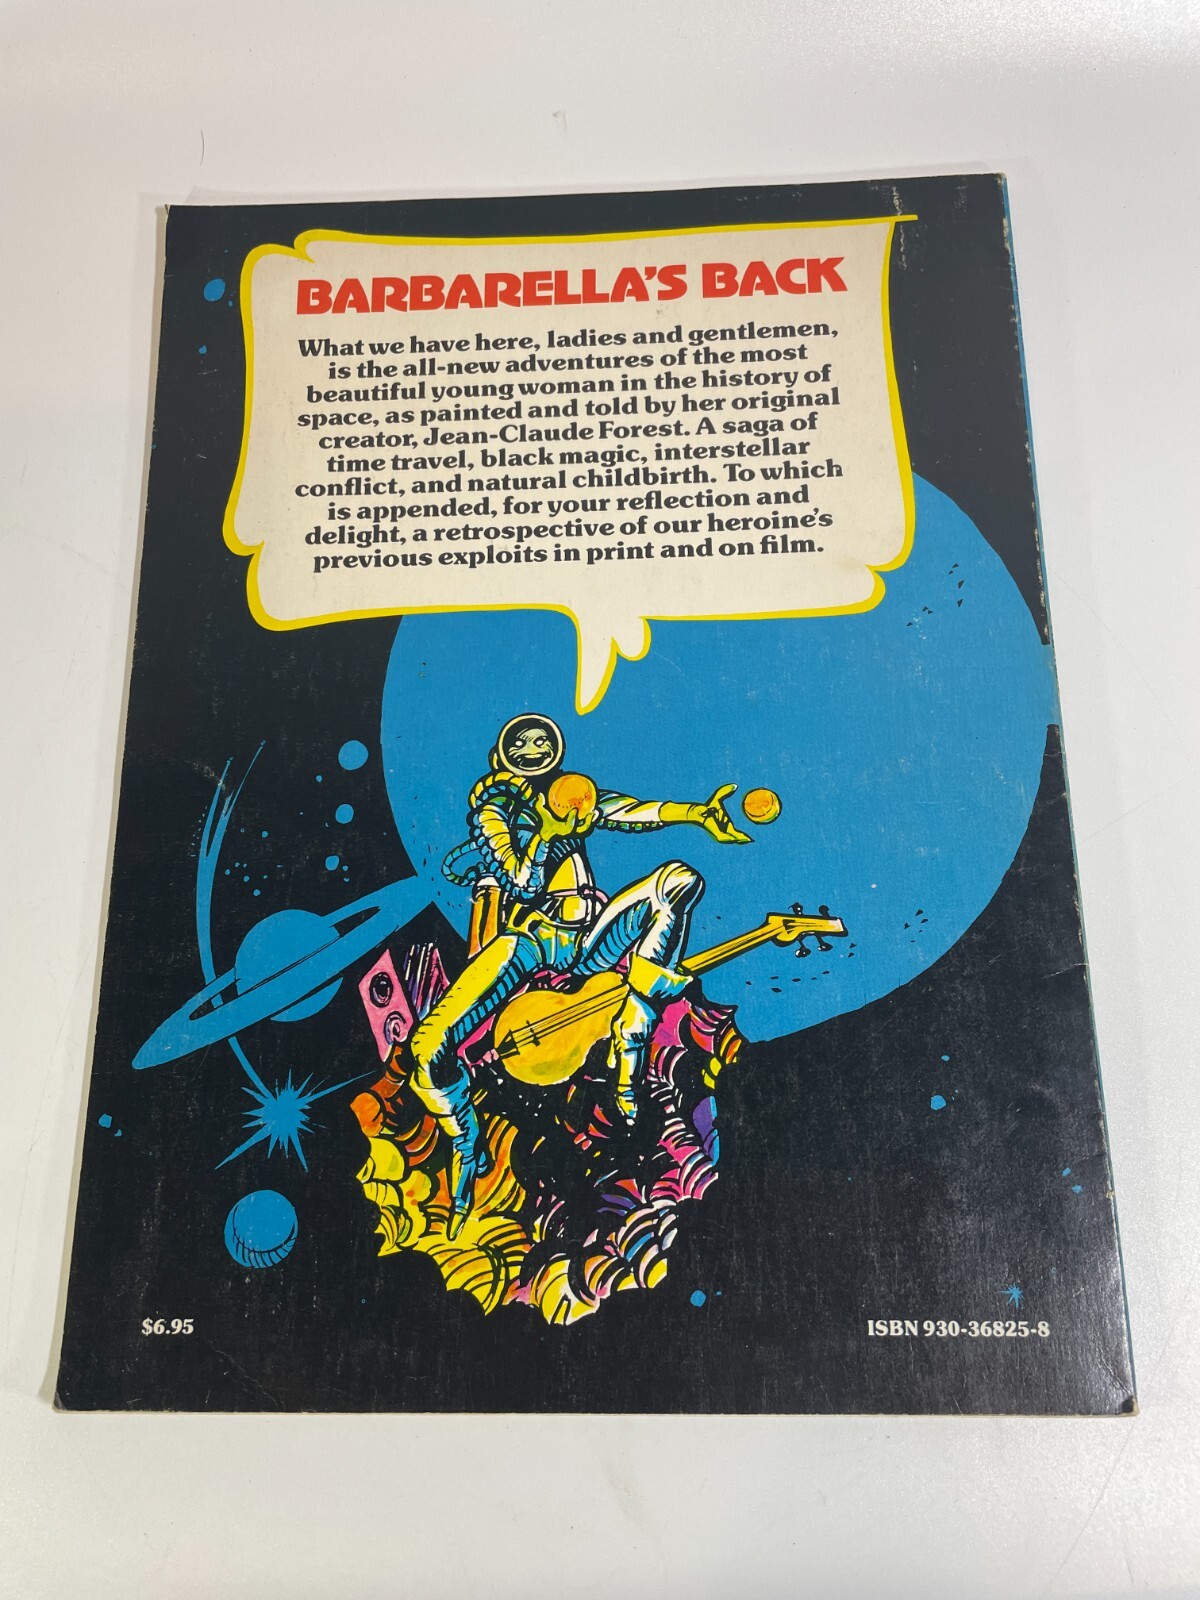 BARBARELLA'S BACK
What we have here, ladies and gentlemen,
is the all-new adventures of the most
beautiful young woman in the history of
space, as painted and told by her original
creator, Jean-Claude Forest. A saga of
time travel, black magic, interstellar
conflict, and natural childbirth. To which
is appended, for your reflection and
delight, a retrospective of our heroine's
previous exploits in print and on film.
$6.95
ISBN 930-36825-8